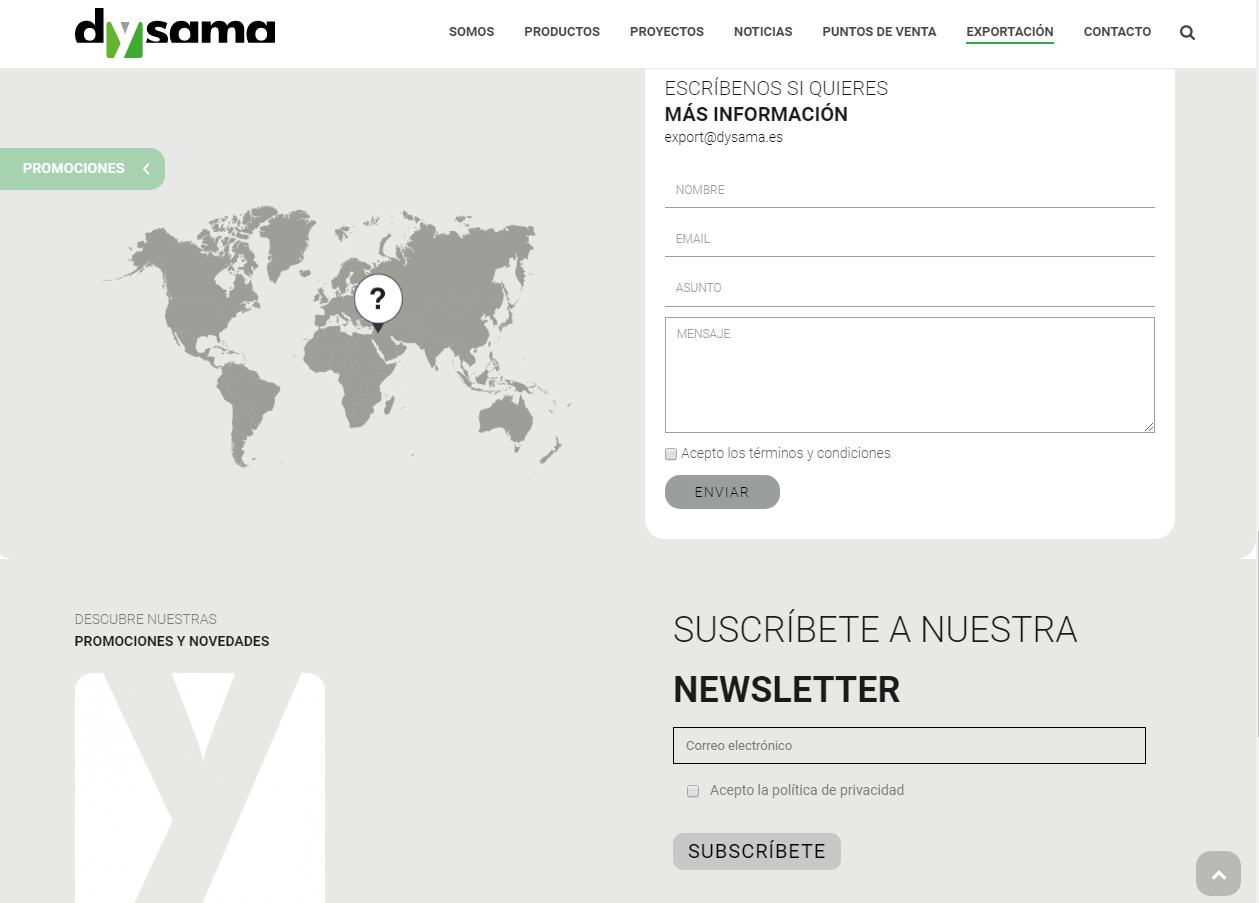 dysama
SOMOS PRODUCTOS PROYECTOS NOTICIAS PUNTOS DE VENTA EXPORTACIÓN CONTACTO
ESCRÍBENOS SI QUIERES
MÁS INFORMACIÓN
export@dysama.es
PROMOCIONES
NOMBRE
EMAIL
ASUNTO
?
MENSAJE
Acepto los términos y condiciones
ENVIAR
DESCUBRE NUESTRAS
PROMOCIONES Y NOVEDADES
SUSCRÍBETE A NUESTRA
NEWSLETTER
Correo electrónico
Acepto la política de privacidad
SUBSCRÍBETE